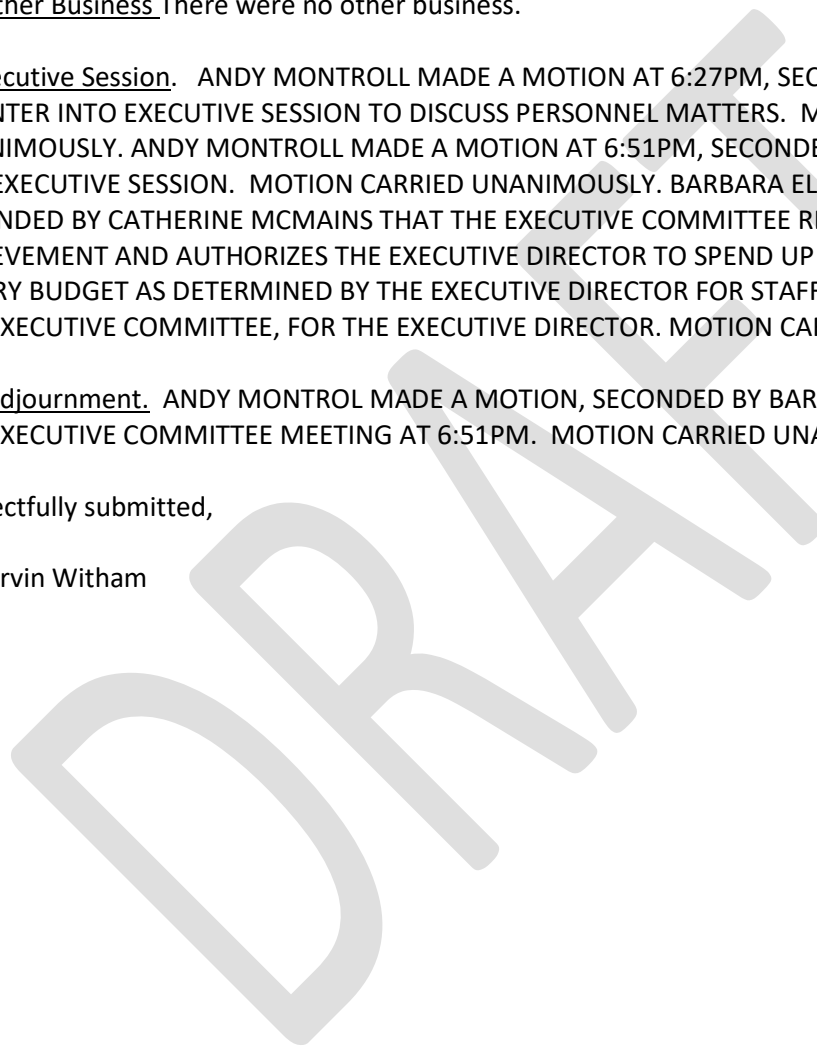 ther Business There were no other business.
ecutive Session. ANDY MONTROLL MADE A MOTION AT 6:27PM, SEC
NTER INTO EXECUTIVE SESSION TO DISCUSS PERSONNEL MATTERS. M
NIMOUSLY. ANDY MONTROLL MADE A MOTION AT 6:51PM, SECONDE
EXECUTIVE SESSION. MOTION CARRIED UNANIMOUSLY. BARBARA EL
NDED BY CATHERINE MCMAINS THAT THE EXECUTIVE COMMITTEE RE
EVEMENT AND AUTHORIZES THE EXECUTIVE DIRECTOR TO SPEND UP
RY BUDGET AS DETERMINED BY THE EXECUTIVE DIRECTOR FOR STAFF
XECUTIVE COMMITTEE, FOR THE EXECUTIVE DIRECTOR. MOTION CAR
djournment. ANDY MONTROL MADE A MOTION, SECONDED BY BAR
XECUTIVE COMMITTEE MEETING AT 6:51PM. MOTION CARRIED UNA
ectfully submitted,
rvin Witham
DRAFT